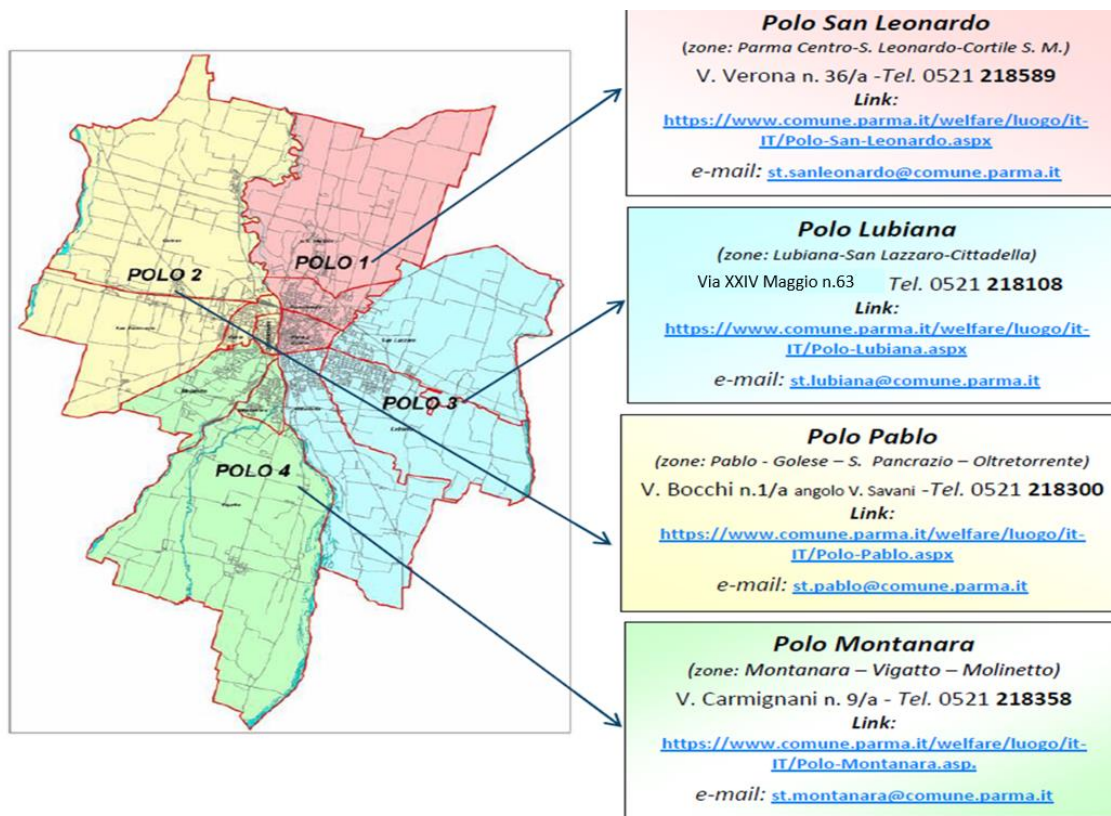 POLO 1
POLO 2
POLO 3
POLO 4
San Lazzaro
Vigatto
Polo San Leonardo
(zone: Parma Centro-S. Leonardo-Cortile S. M.)
V. Verona n. 36/a -Tel. 0521 218589
Link:
https://www.comune.parma.it/welfare/luogo/it-
IT/Polo-San-Leonardo.aspx
e-mail: st.sanleonardo@comune.parma.it
Polo Lubiana
(zone: Lubiana-San Lazzaro-Cittadella)
Via XXIV Maggio n.63 Tel. 0521 218108
Link:
https://www.comune.parma.it/welfare/luogo/it-
IT/Polo-Lubiana.aspx
e-mail: st.lubiana@comune.parma.it
Polo Pablo
(zone: Pablo - Golese – S. Pancrazio – Oltretorrente)
V. Bocchi n.1/a angolo V. Savani -Tel. 0521 218300
Link:
https://www.comune.parma.it/welfare/luogo/it-
IT/Polo-Pablo.aspx
e-mail: st.pablo@comune.parma.it
Polo Montanara
(zone: Montanara – Vigatto – Molinetto)
V. Carmignani n. 9/a - Tel. 0521 218358
Link:
https://www.comune.parma.it/welfare/luogo/it-
IT/Polo-Montanara.asp.
e-mail: st.montanara@comune.parma.it